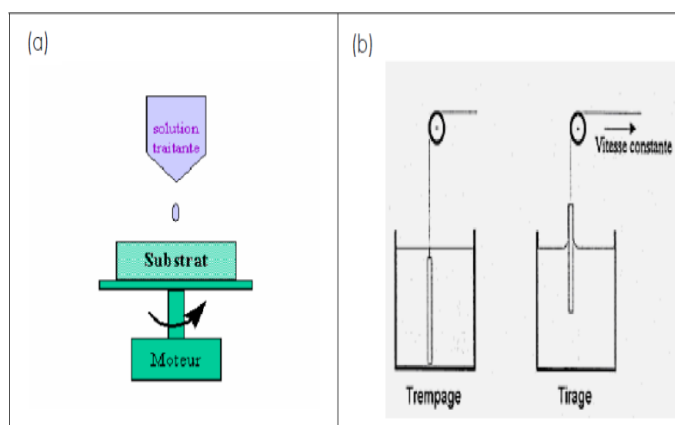 (a)
solution
traitante
Substrat
Moteur
(b)
Vitesse constante
Trempage
Tirage